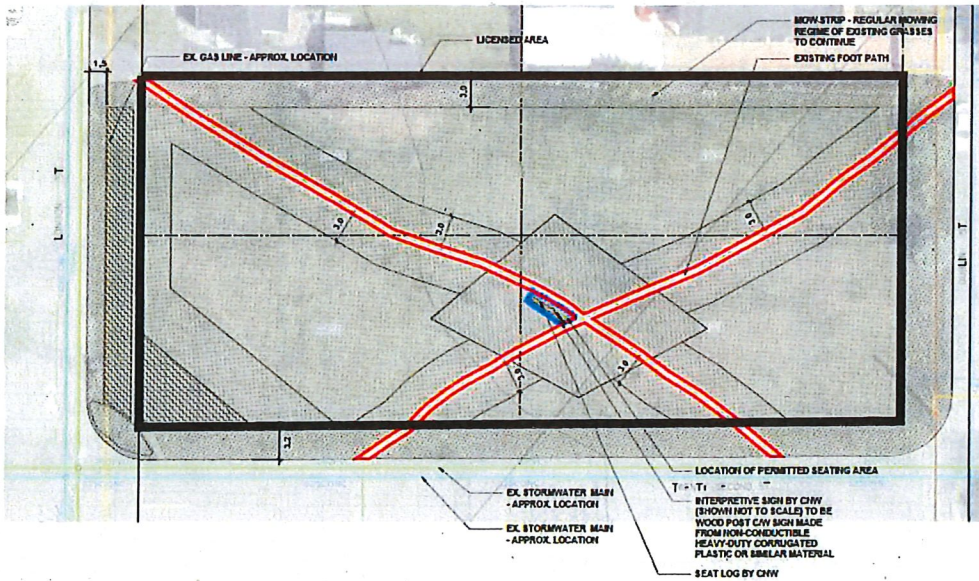 MOW-STRIP - REGULAR MOWING
REGIME OF EXISTING GRASSES
TO CONTINUE
LICENSED AREA
EX. GAS LINE - APPROX. LOCATION
EXISTING FOOT PATH
1,5
3,0
3,0
3,0
3,0
3,0
3,0
3,2
LOCATION OF PERMITTED SEATING AREA
EX. STORMWATER MAIN
- APPROX. LOCATION
INTERPRETIVE SIGN BY CNW
(SHOWN NOT TO SCALE) TO BE
WOOD POST C/W SIGN MADE
FROM NON-CONDUCTIBLE
HEAVY-DUTY CORRUGATED
PLASTIC OR SIMILAR MATERIAL
EX. STORMWATER MAIN
- APPROX. LOCATION
SEAT LOG BY CNW